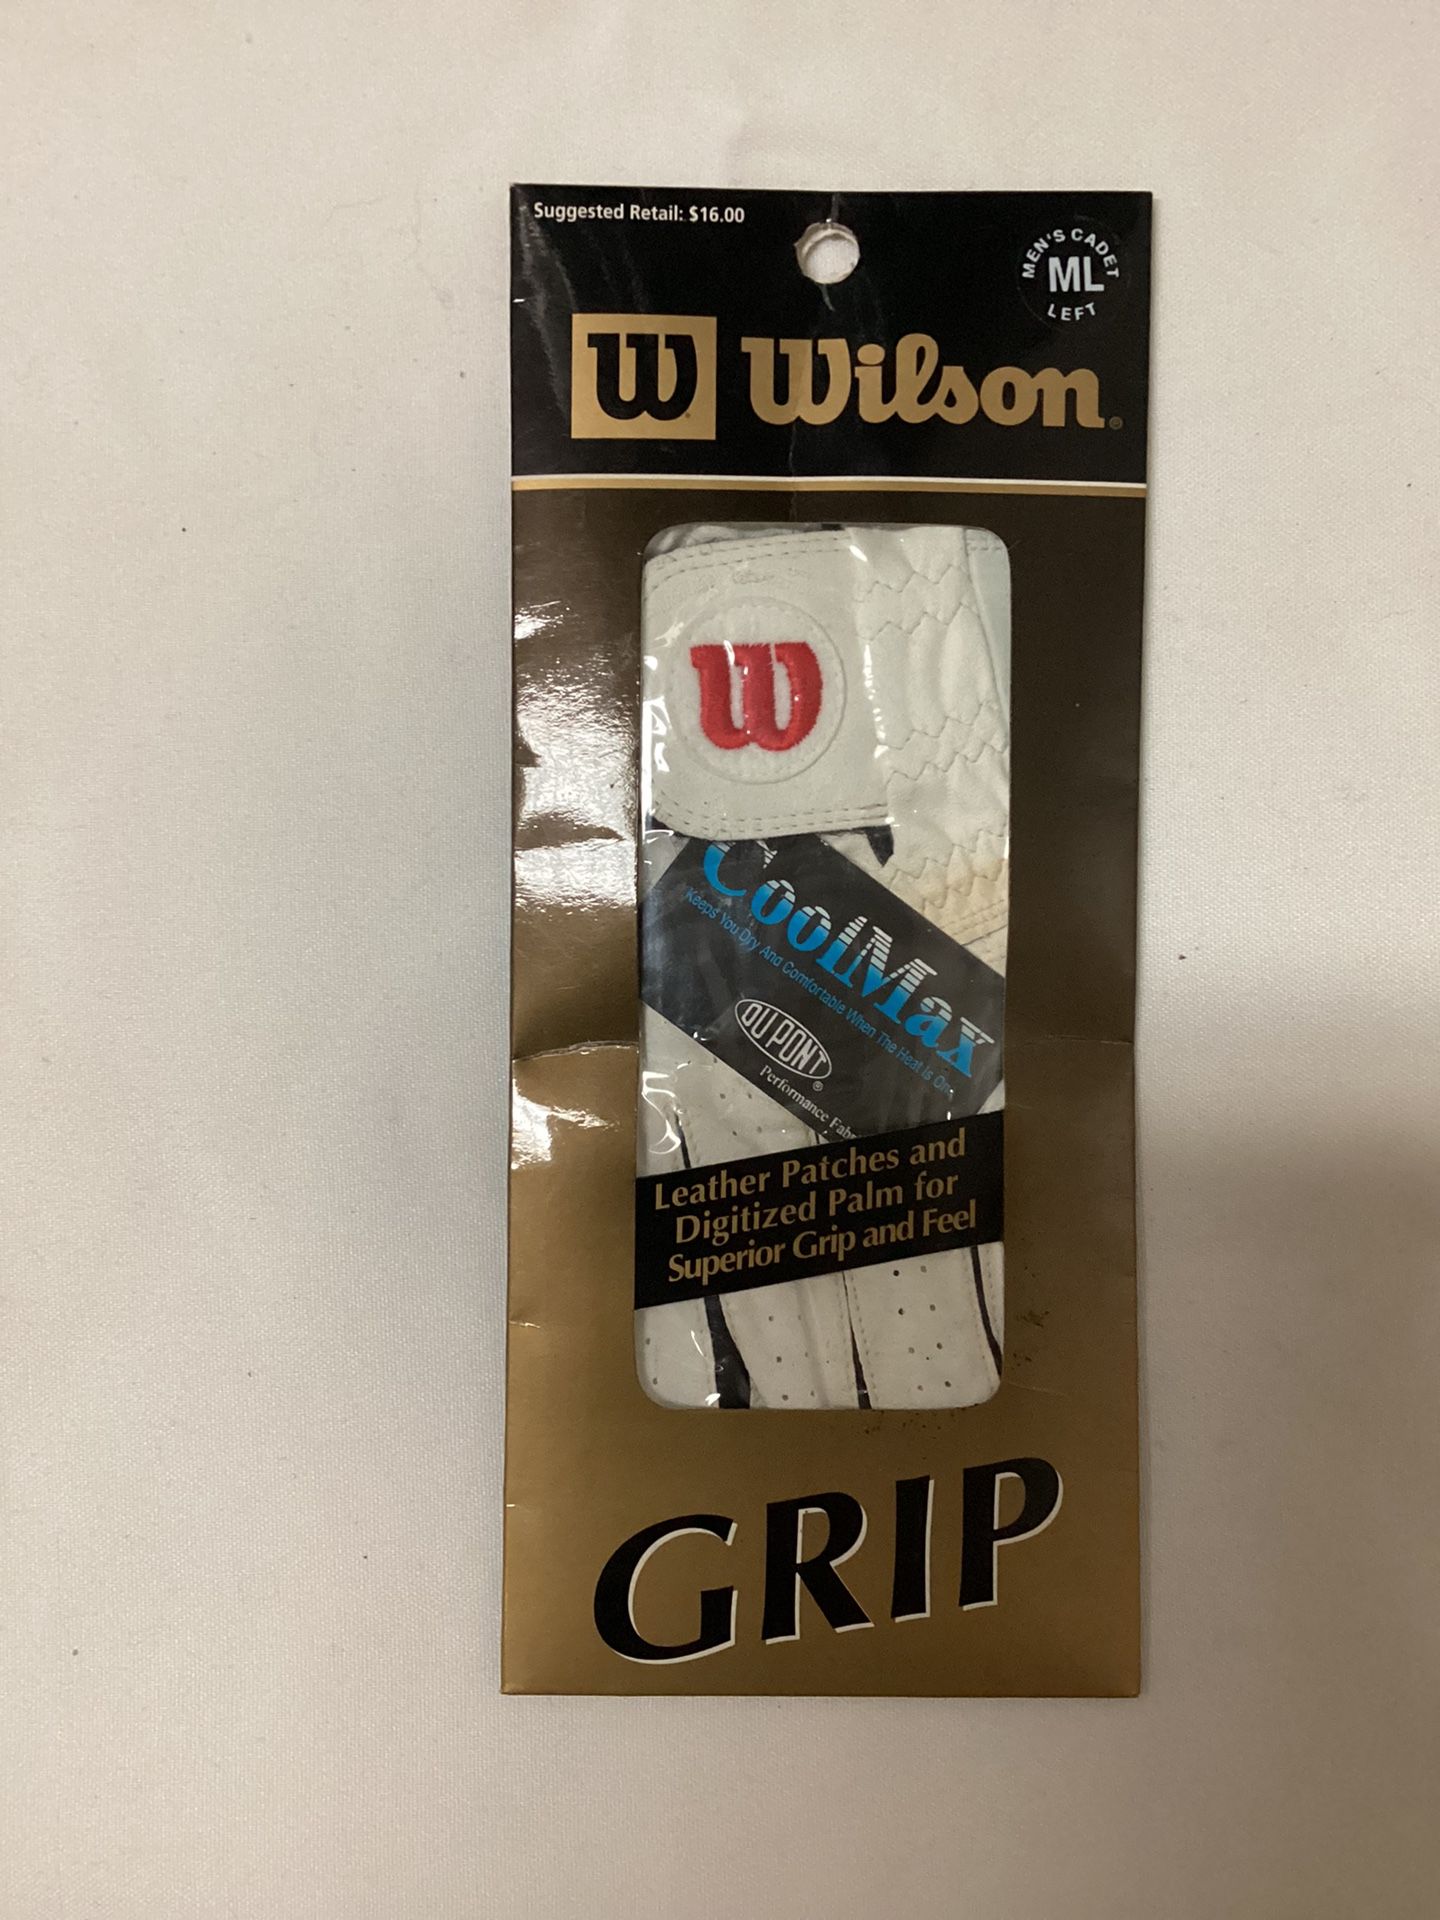 Suggested Retail: $16.00
MEN'S CADET
ML
LEFT
W Wilson®
W
CoolMax
Keeps You Dry And Comfortable When The Heat Is On
DU PONT®
Performance
Leather Patches and
Digitized Palm for
Superior Grip and Feel
GRIP